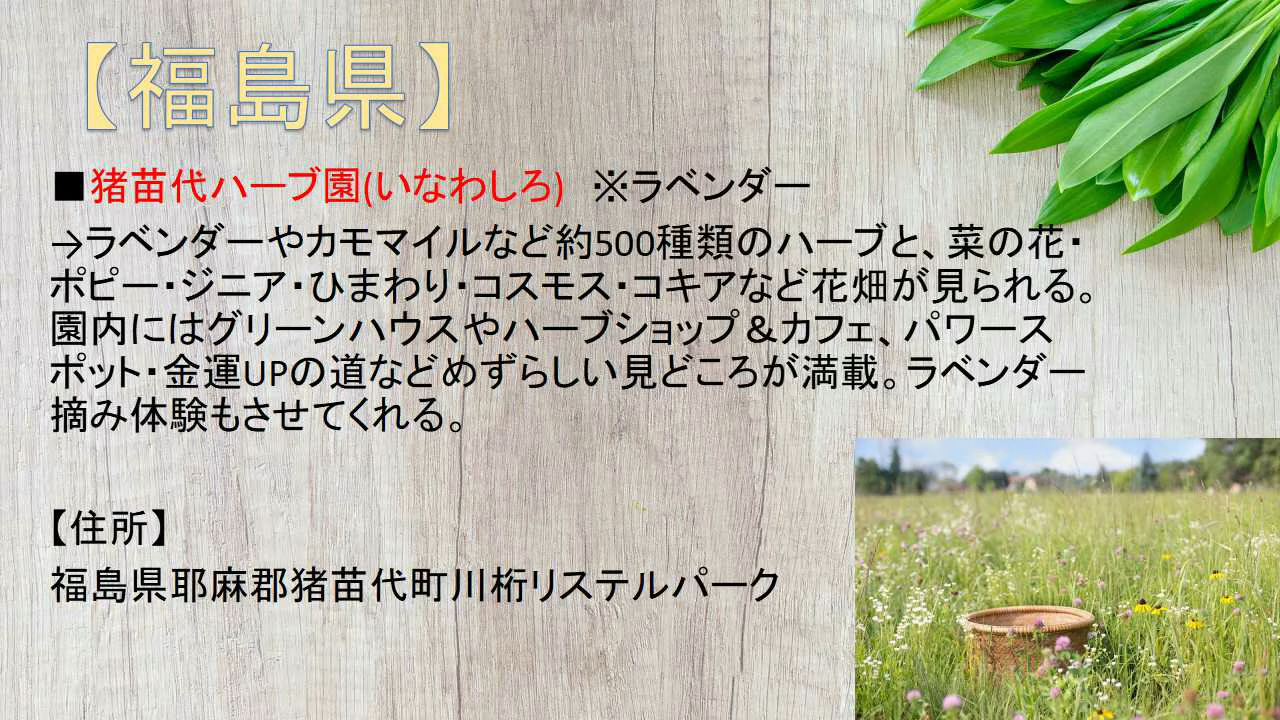 【福島県】
■猪苗代ハーブ園(いなわしろ)　※ラベンダー
→ラベンダーやカモマイルなど約500種類のハーブと、菜の花・
ポピー・ジニア・ひまわり・コスモス・コキアなど花畑が見られる。
園内にはグリーンハウスやハーブショップ＆カフェ、パワース
ポット・金運UPの道などめずらしい見どころが満載。ラベンダー
摘み体験もさせてくれる。
【住所】
福島県耶麻郡猪苗代町川桁リステルパーク